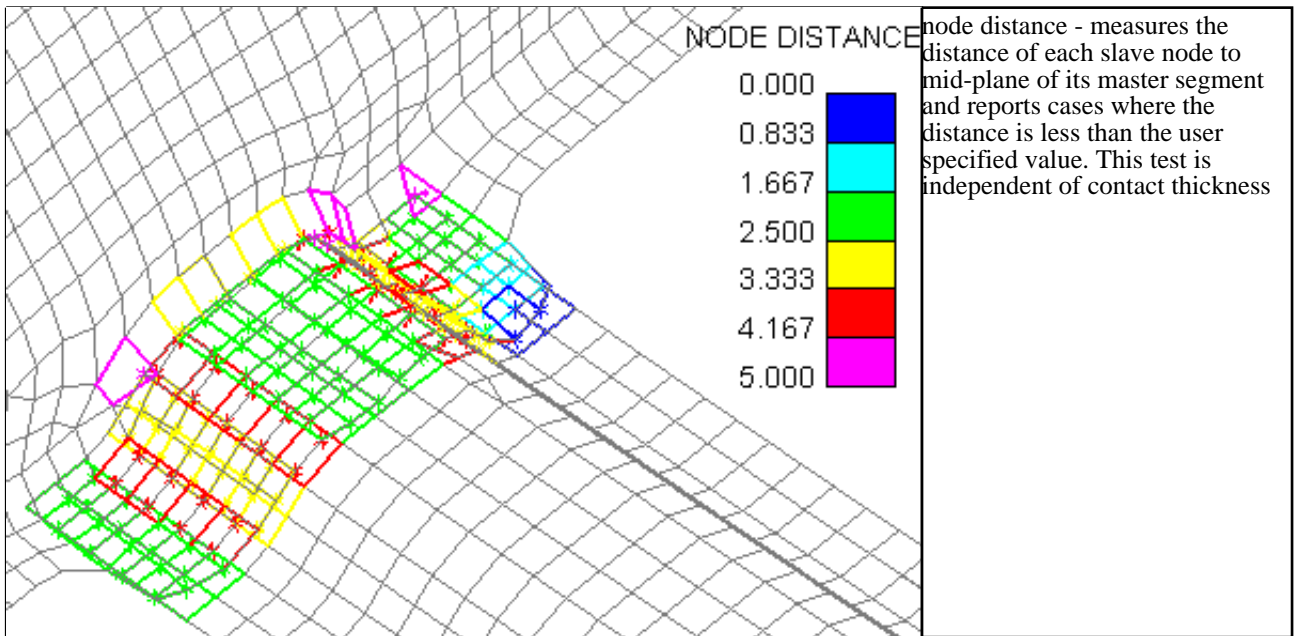 NODE DISTANCE
0.000
0.833
1.667
2.500
3.333
4.167
5.000
node distance - measures the
distance of each slave node to
mid-plane of its master segment
and reports cases where the
distance is less than the user
specified value. This test is
independent of contact thickness